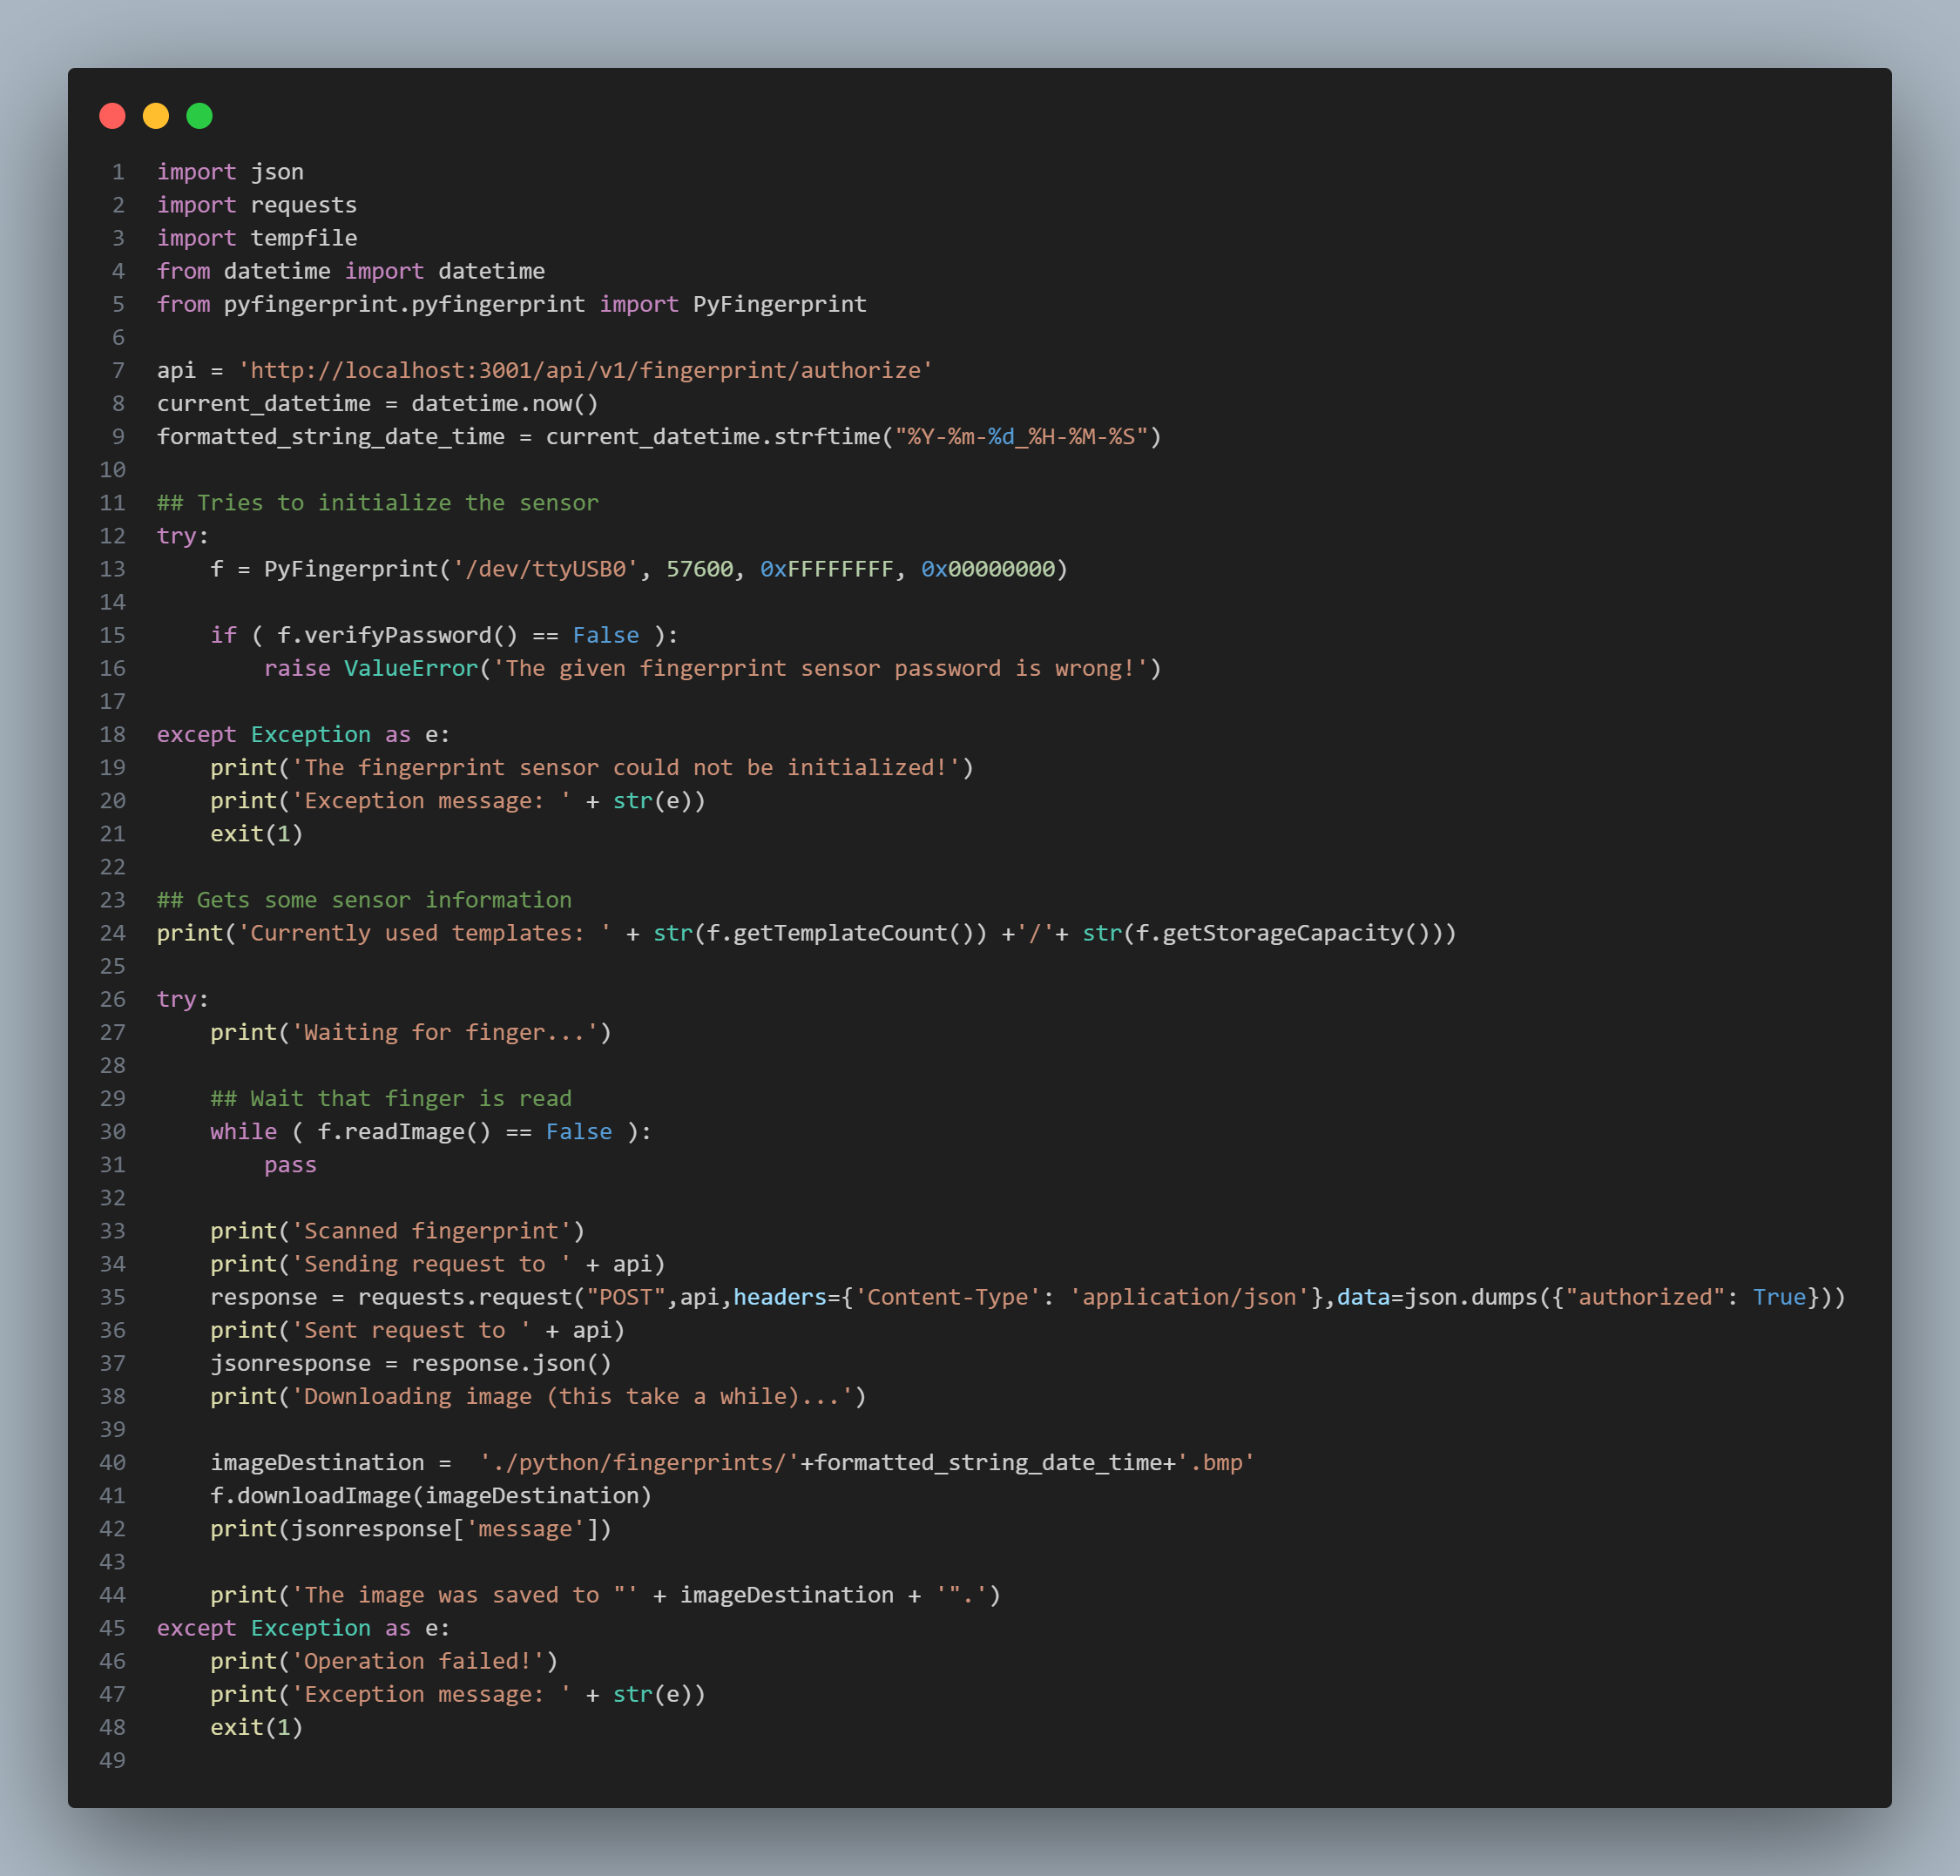 1 import json
2 import requests
3 import tempfile
4 from datetime import datetime
5 from pyfingerprint.pyfingerprint import PyFingerprint
6
7 api = 'http://localhost:3001/api/v1/fingerprint/authorize'
8 current_datetime = datetime.now()
9 formatted_string_date_time = current_datetime.strftime("%Y-%m-%d_%H-%M-%S")
10
11 ## Tries to initialize the sensor
12 try:
13     f = PyFingerprint('/dev/ttyUSB0', 57600, 0xFFFFFFFF, 0x00000000)
14
15     if ( f.verifyPassword() == False ):
16         raise ValueError('The given fingerprint sensor password is wrong!')
17
18 except Exception as e:
19     print('The fingerprint sensor could not be initialized!')
20     print('Exception message: ' + str(e))
21     exit(1)
22
23 ## Gets some sensor information
24 print('Currently used templates: ' + str(f.getTemplateCount()) +'/'+ str(f.getStorageCapacity()))
25
26 try:
27     print('Waiting for finger...')
28
29     ## Wait that finger is read
30     while ( f.readImage() == False ):
31         pass
32
33     print('Scanned fingerprint')
34     print('Sending request to ' + api)
35     response = requests.request("POST",api,headers={'Content-Type': 'application/json'},data=json.dumps({"authorized": True}))
36     print('Sent request to ' + api)
37     jsonresponse = response.json()
38     print('Downloading image (this take a while)...')
39
40     imageDestination =  './python/fingerprints/'+formatted_string_date_time+'.bmp'
41     f.downloadImage(imageDestination)
42     print(jsonresponse['message'])
43
44     print('The image was saved to "' + imageDestination + '".')
45 except Exception as e:
46     print('Operation failed!')
47     print('Exception message: ' + str(e))
48     exit(1)
49